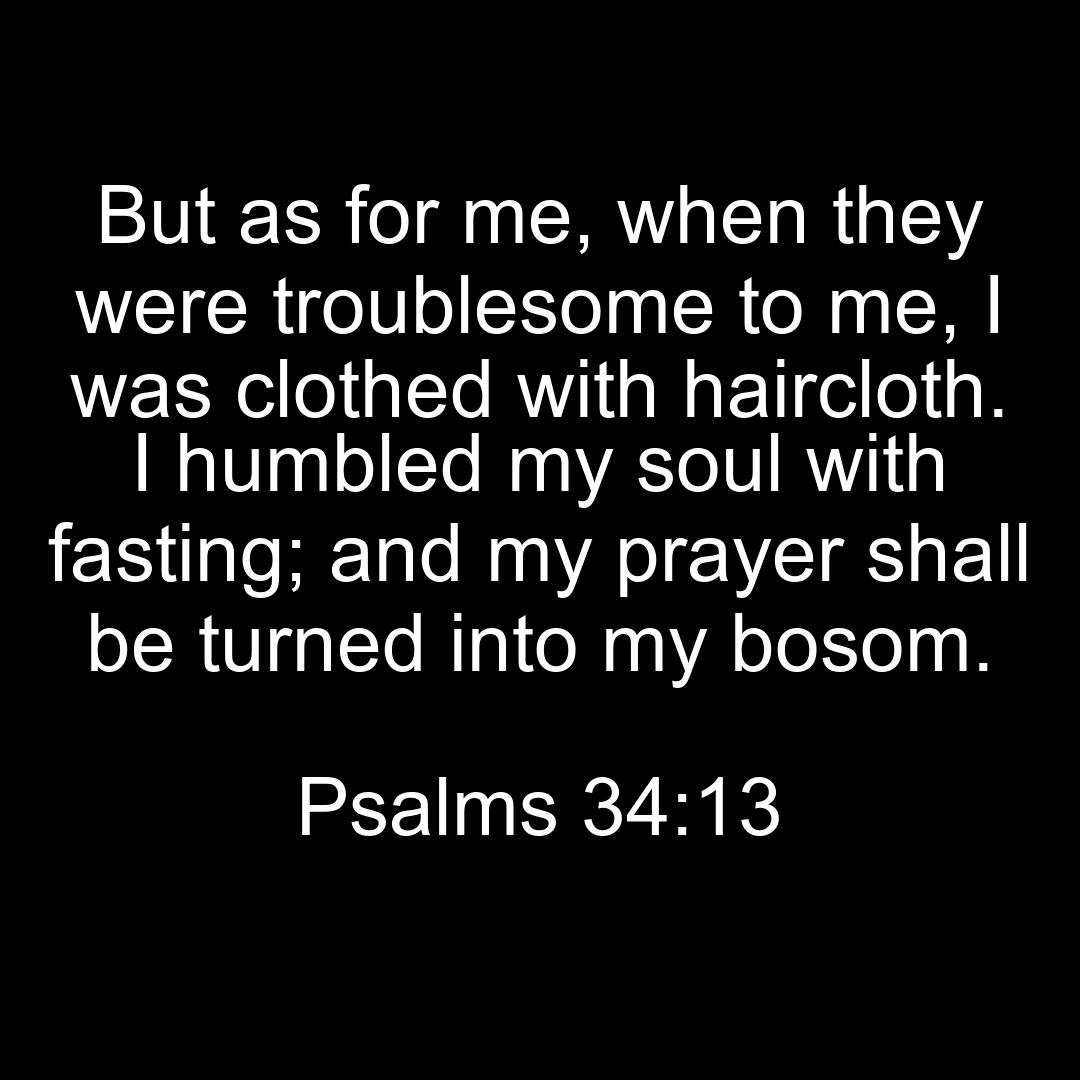 But as for me, when they
were troublesome to me, I
was clothed with haircloth.
I humbled my soul with
fasting; and my prayer shall
be turned into my bosom.
Psalms 34:13